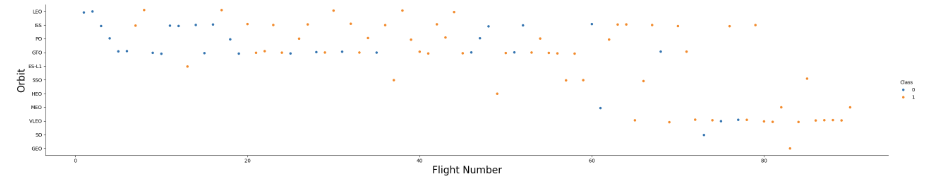 LEO
ISS
PO
GTO
ES-L1
SSO
HEO
MEO
VLEO
SO
GEO
Orbit
0
20
40
60
80
Flight Number
Class
0
1